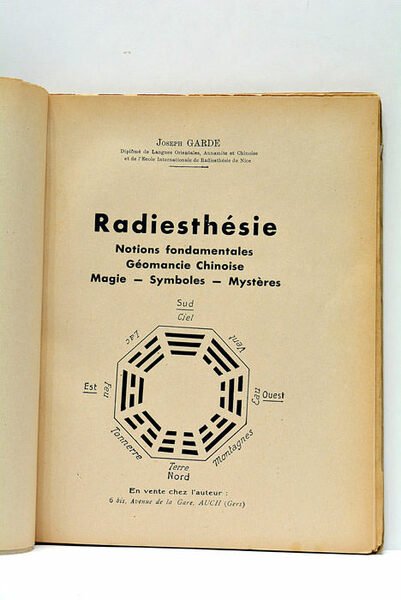 Joseph GARDE
Diplômé de Langues Orientales, Annamite et Chinoise
et de l'Ecole Internationale de Radiesthésie de Nice
Radiesthésie
Notions fondamentales
Géomancie Chinoise
Magie — Symboles — Mystères
Sud
Ciel
Lac
Vent
Est
Feu
Eau
Ouest
Tonnerre
Montagnes
Terre
Nord
En vente chez l'auteur :
6 bis, Avenue de la Gare, AUCH (Gers)